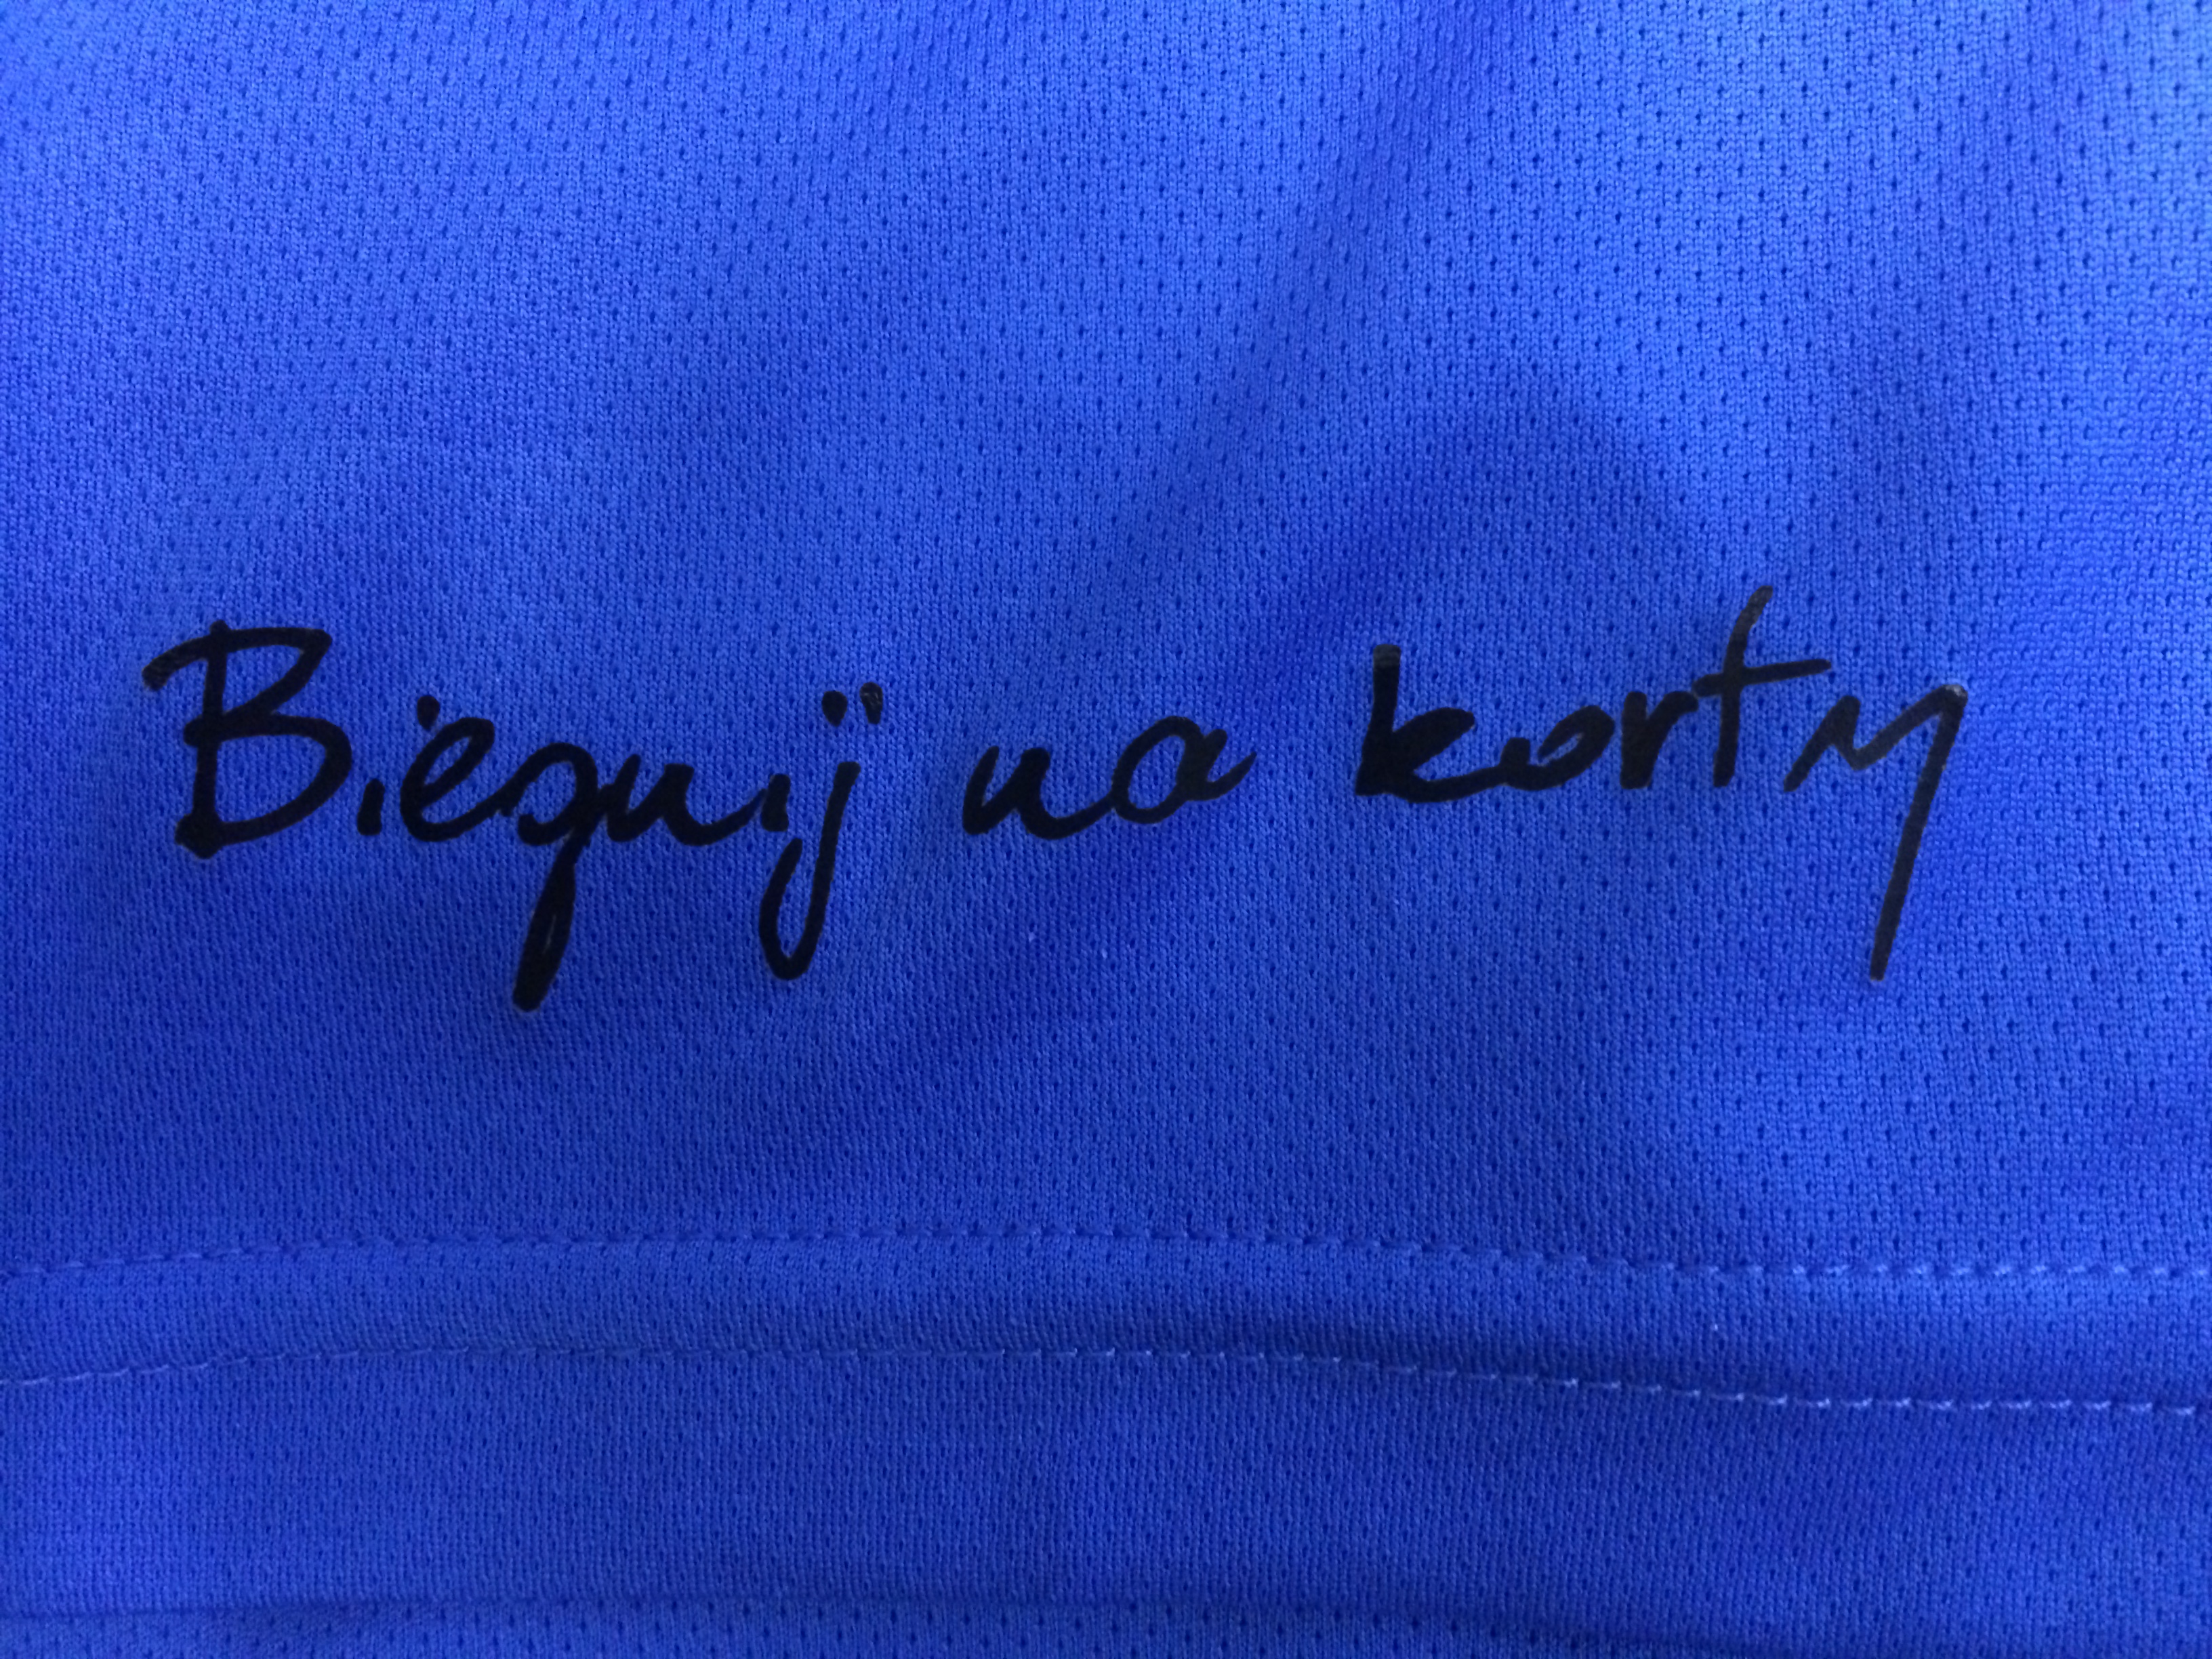 Biegnij na korty